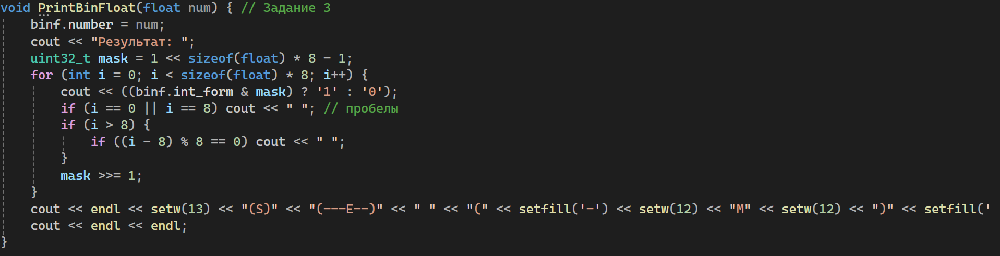 void PrintBinFloat(float num) { // Задание 3
    binf.number = num;
    cout << "Результат: ";
    uint32_t mask = 1 << sizeof(float) * 8 - 1;
    for (int i = 0; i < sizeof(float) * 8; i++) {
        cout << ((binf.int_form & mask) ? '1' : '0');
        if (i == 0 || i == 8) cout << " "; // пробелы
        if (i > 8) {
            if ((i - 8) % 8 == 0) cout << " ";
        }
        mask >>= 1;
    }
    cout << endl << setw(13) << "(S)" << "(---E--)" << " " << "(" << setfill('-') << setw(12) << "M" << setw(12) << ")" << setfill('
    cout << endl << endl;
}